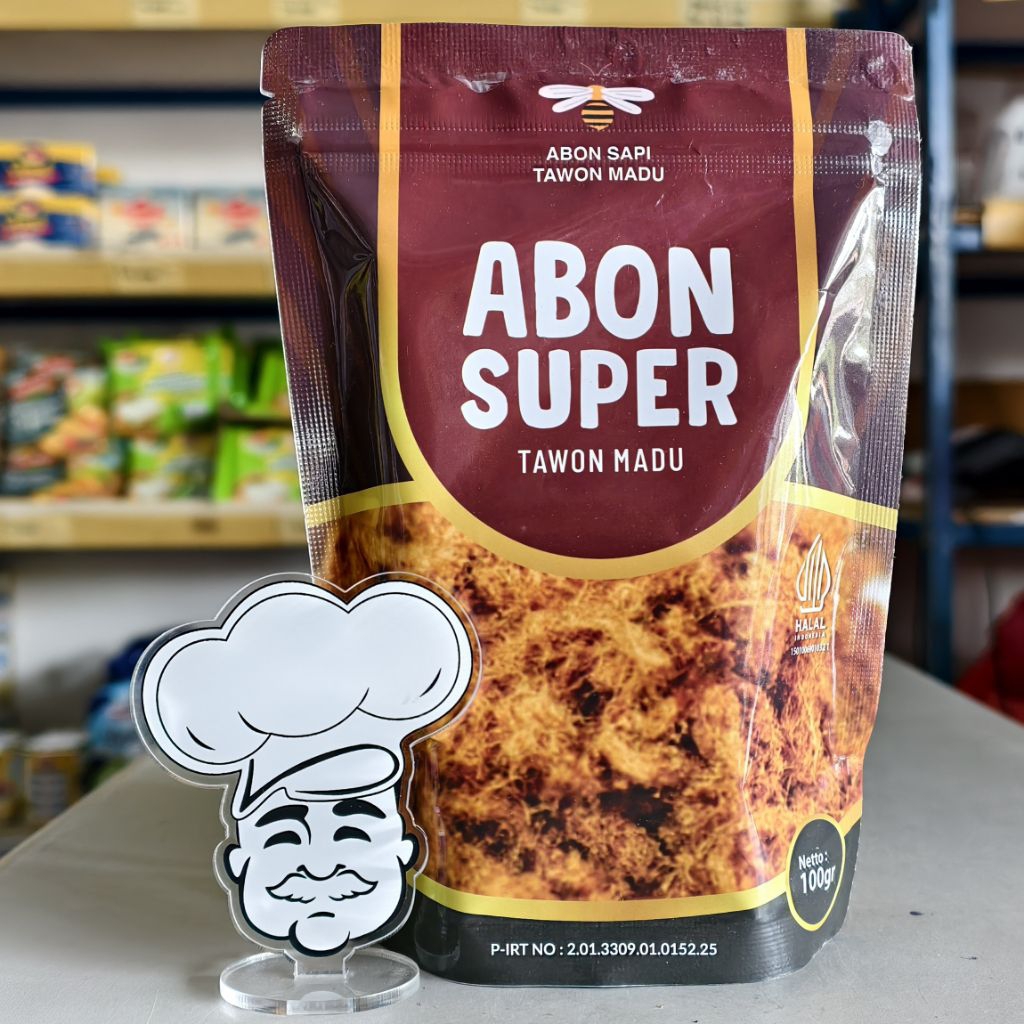 ABON SAPI
TAWON MADU
ABON
SUPER
TAWON MADU
HALAL
INDONESIA
Netto :
100gr
P-IRT NO : 2.01.3309.01.0152.25